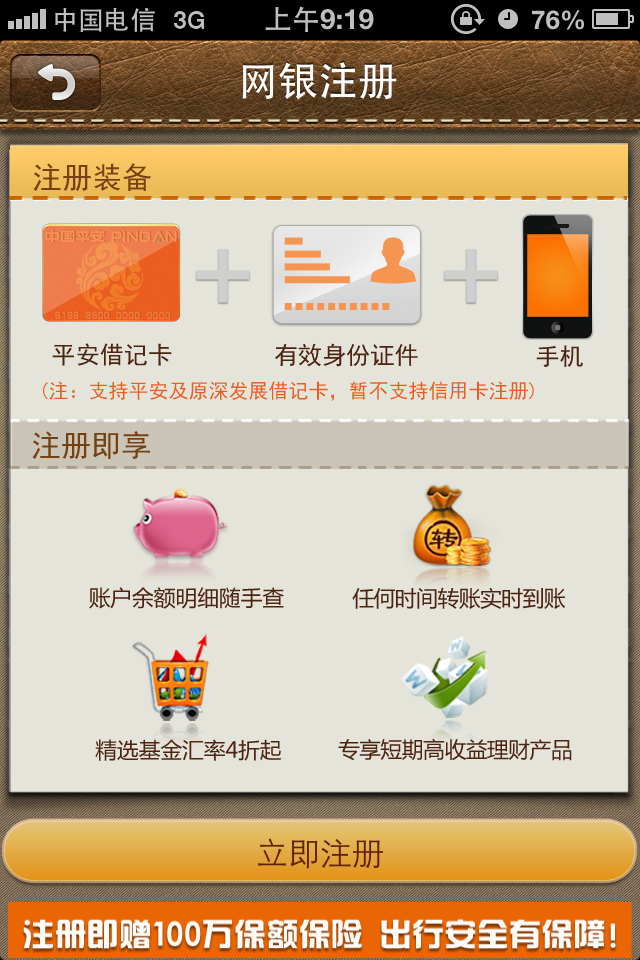 中国电信 3G 上午9:19 76%
网银注册
注册装备
中国平安 PING AN
平安借记卡
有效身份证件
手机
(注：支持平安及原深发展借记卡，暂不支持信用卡注册)
注册即享
转
账户余额明细随手查
任何时间转账实时到账
W W W
精选基金汇率4折起
专享短期高收益理财产品
立即注册
注册即赠100万保额保险 出行安全有保障!